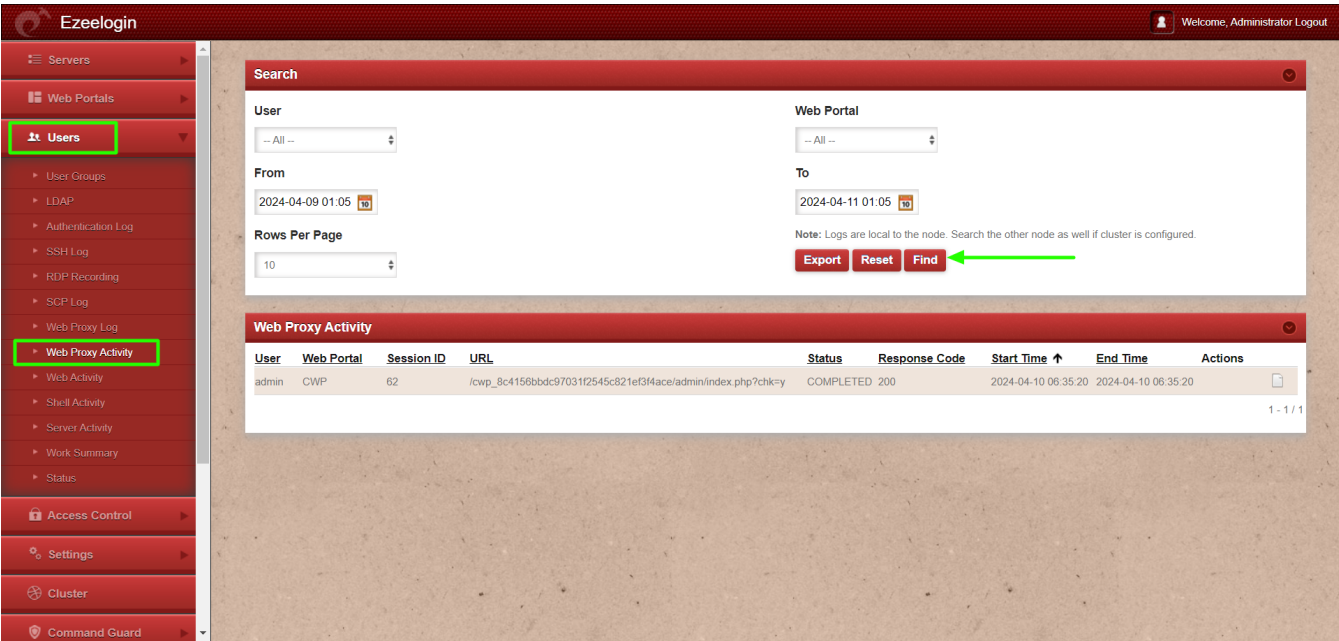 Ezeelogin
Welcome, Administrator Logout
Servers
Web Portals
Users
User Groups
LDAP
Authentication Log
SSH Log
RDP Recording
SCP Log
Web Proxy Log
Web Proxy Activity
Web Activity
Shell Activity
Server Activity
Work Summary
Status
Access Control
Settings
Cluster
Command Guard
Search
User
Web Portal
-- All --
-- All --
From
To
2024-04-09 01:05
10
2024-04-11 01:05
10
Rows Per Page
Note: Logs are local to the node. Search the other node as well if cluster is configured.
10
Export Reset Find
Web Proxy Activity
User Web Portal Session ID URL Status Response Code Start Time End Time Actions
admin CWP 62 /cwp_8c4156bbdc97031f2545c821ef3f4ace/admin/index.php?chk=y COMPLETED 200 2024-04-10 06:35:20 2024-04-10 06:35:20
1 - 1 / 1